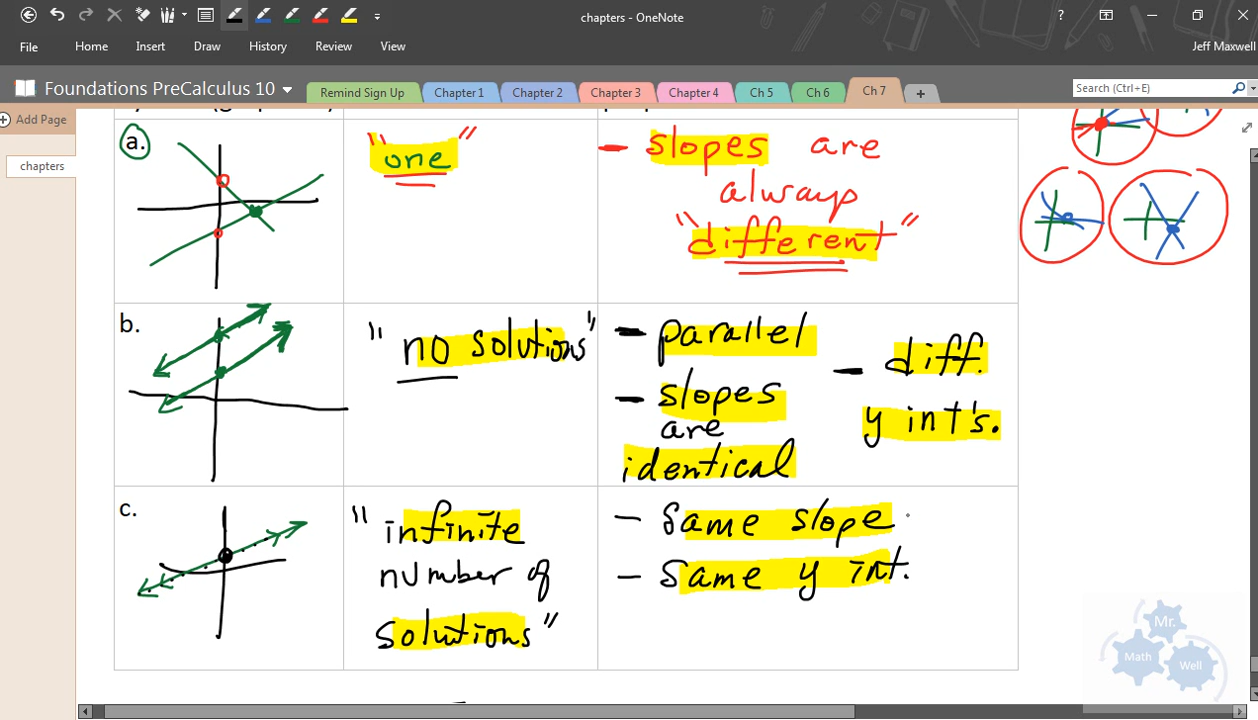 chapters - OneNote
?
File
Home
Insert
Draw
History
Review
View
Jeff Maxwell
Foundations PreCalculus 10
Remind Sign Up
Chapter 1
Chapter 2
Chapter 3
Chapter 4
Ch 5
Ch 6
Ch 7
Search (Ctrl+E)
Add Page
chapters
a.
"one"
- slopes are
always
"different"
b.
"no solutions"
- parallel
- slopes
are
identical
- diff.
y int's.
c.
"infinite
number of
solutions"
- Same slope
- Same y int.
Mr.
Math
Well